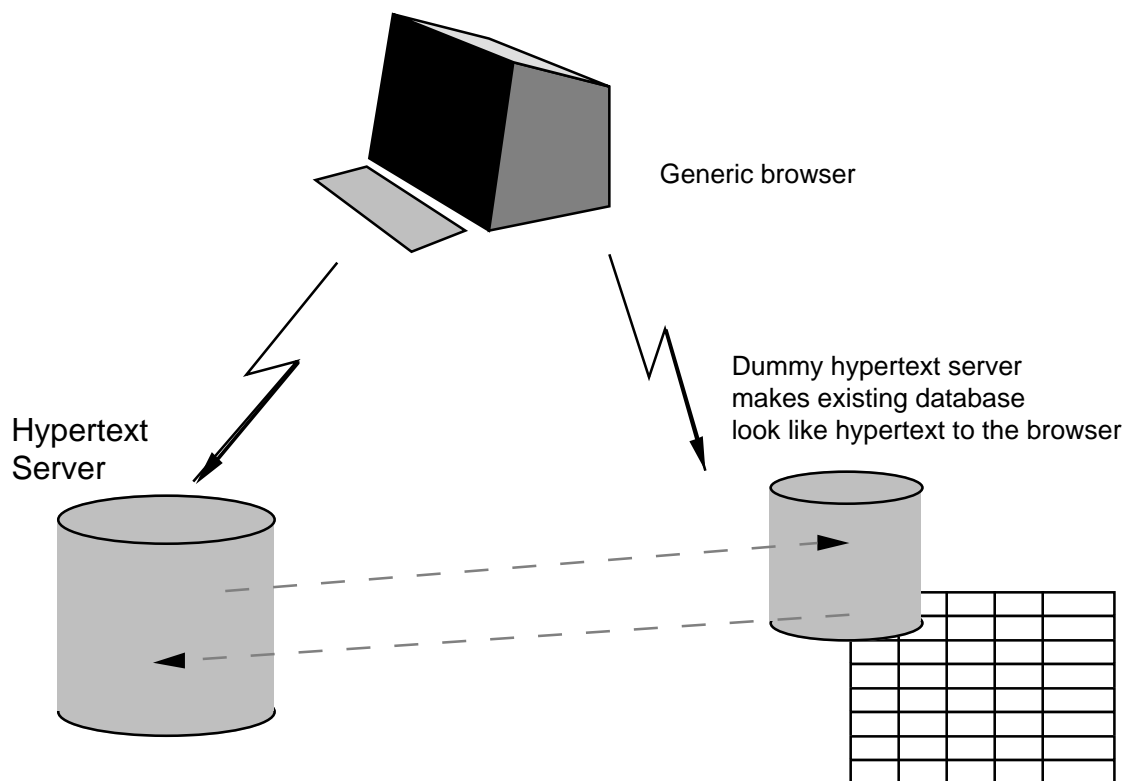 Generic browser
Dummy hypertext server
makes existing database
look like hypertext to the browser
Hypertext
Server